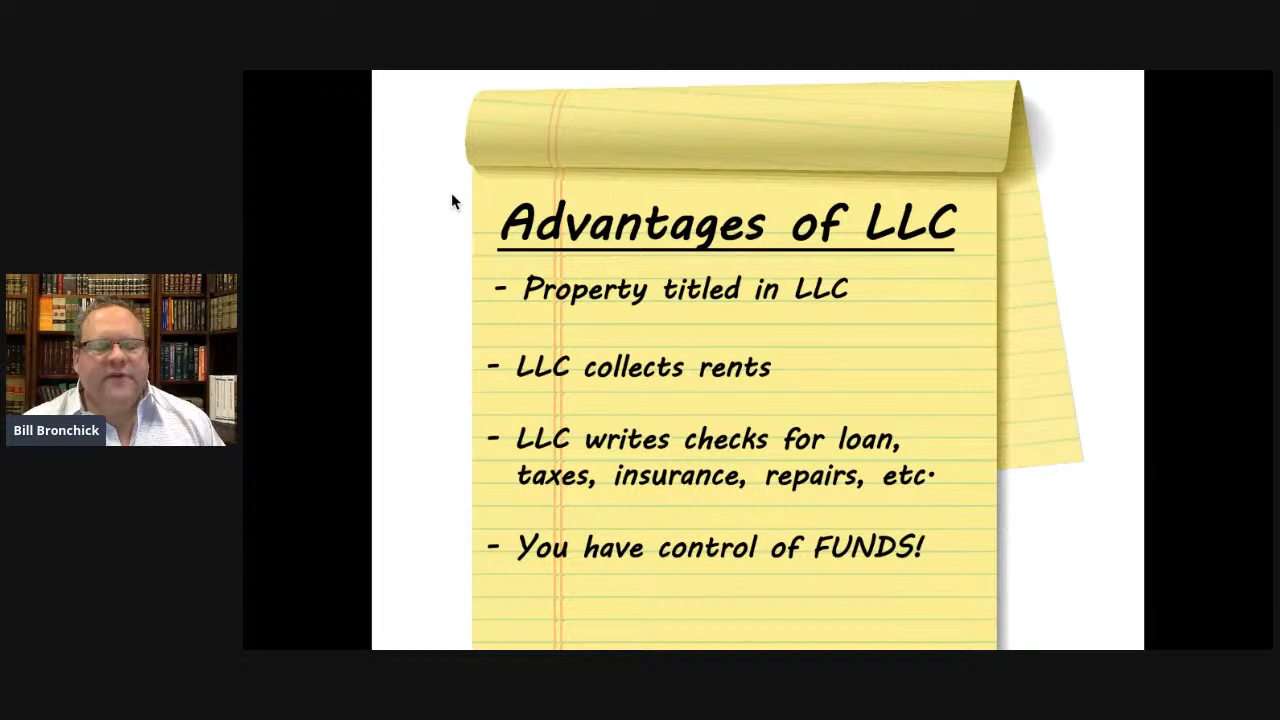 Advantages of LLC
- Property titled in LLC
- LLC collects rents
- LLC writes checks for loan,
taxes, insurance, repairs, etc.
- You have control of FUNDS!
Bill Bronchick